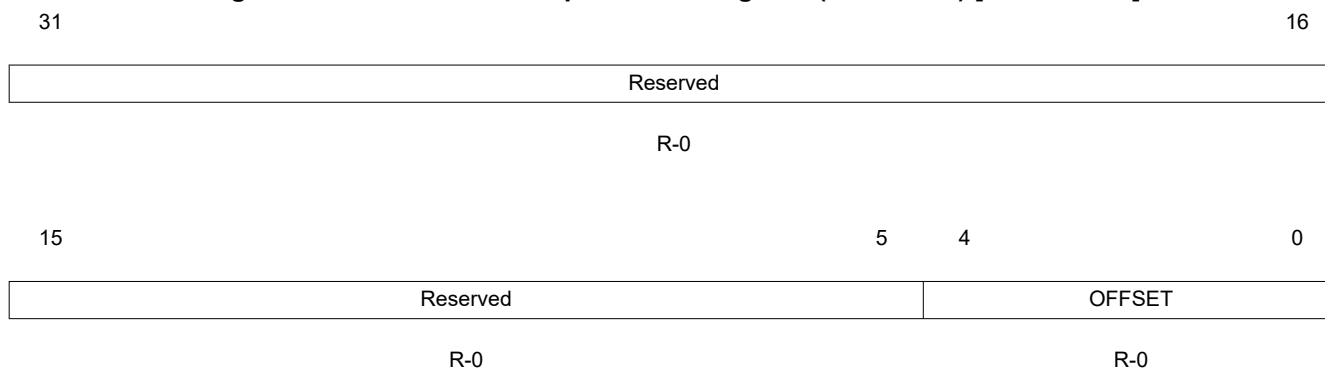 31 16
Reserved
R-0
15 5 4 0
Reserved OFFSET
R-0 R-0